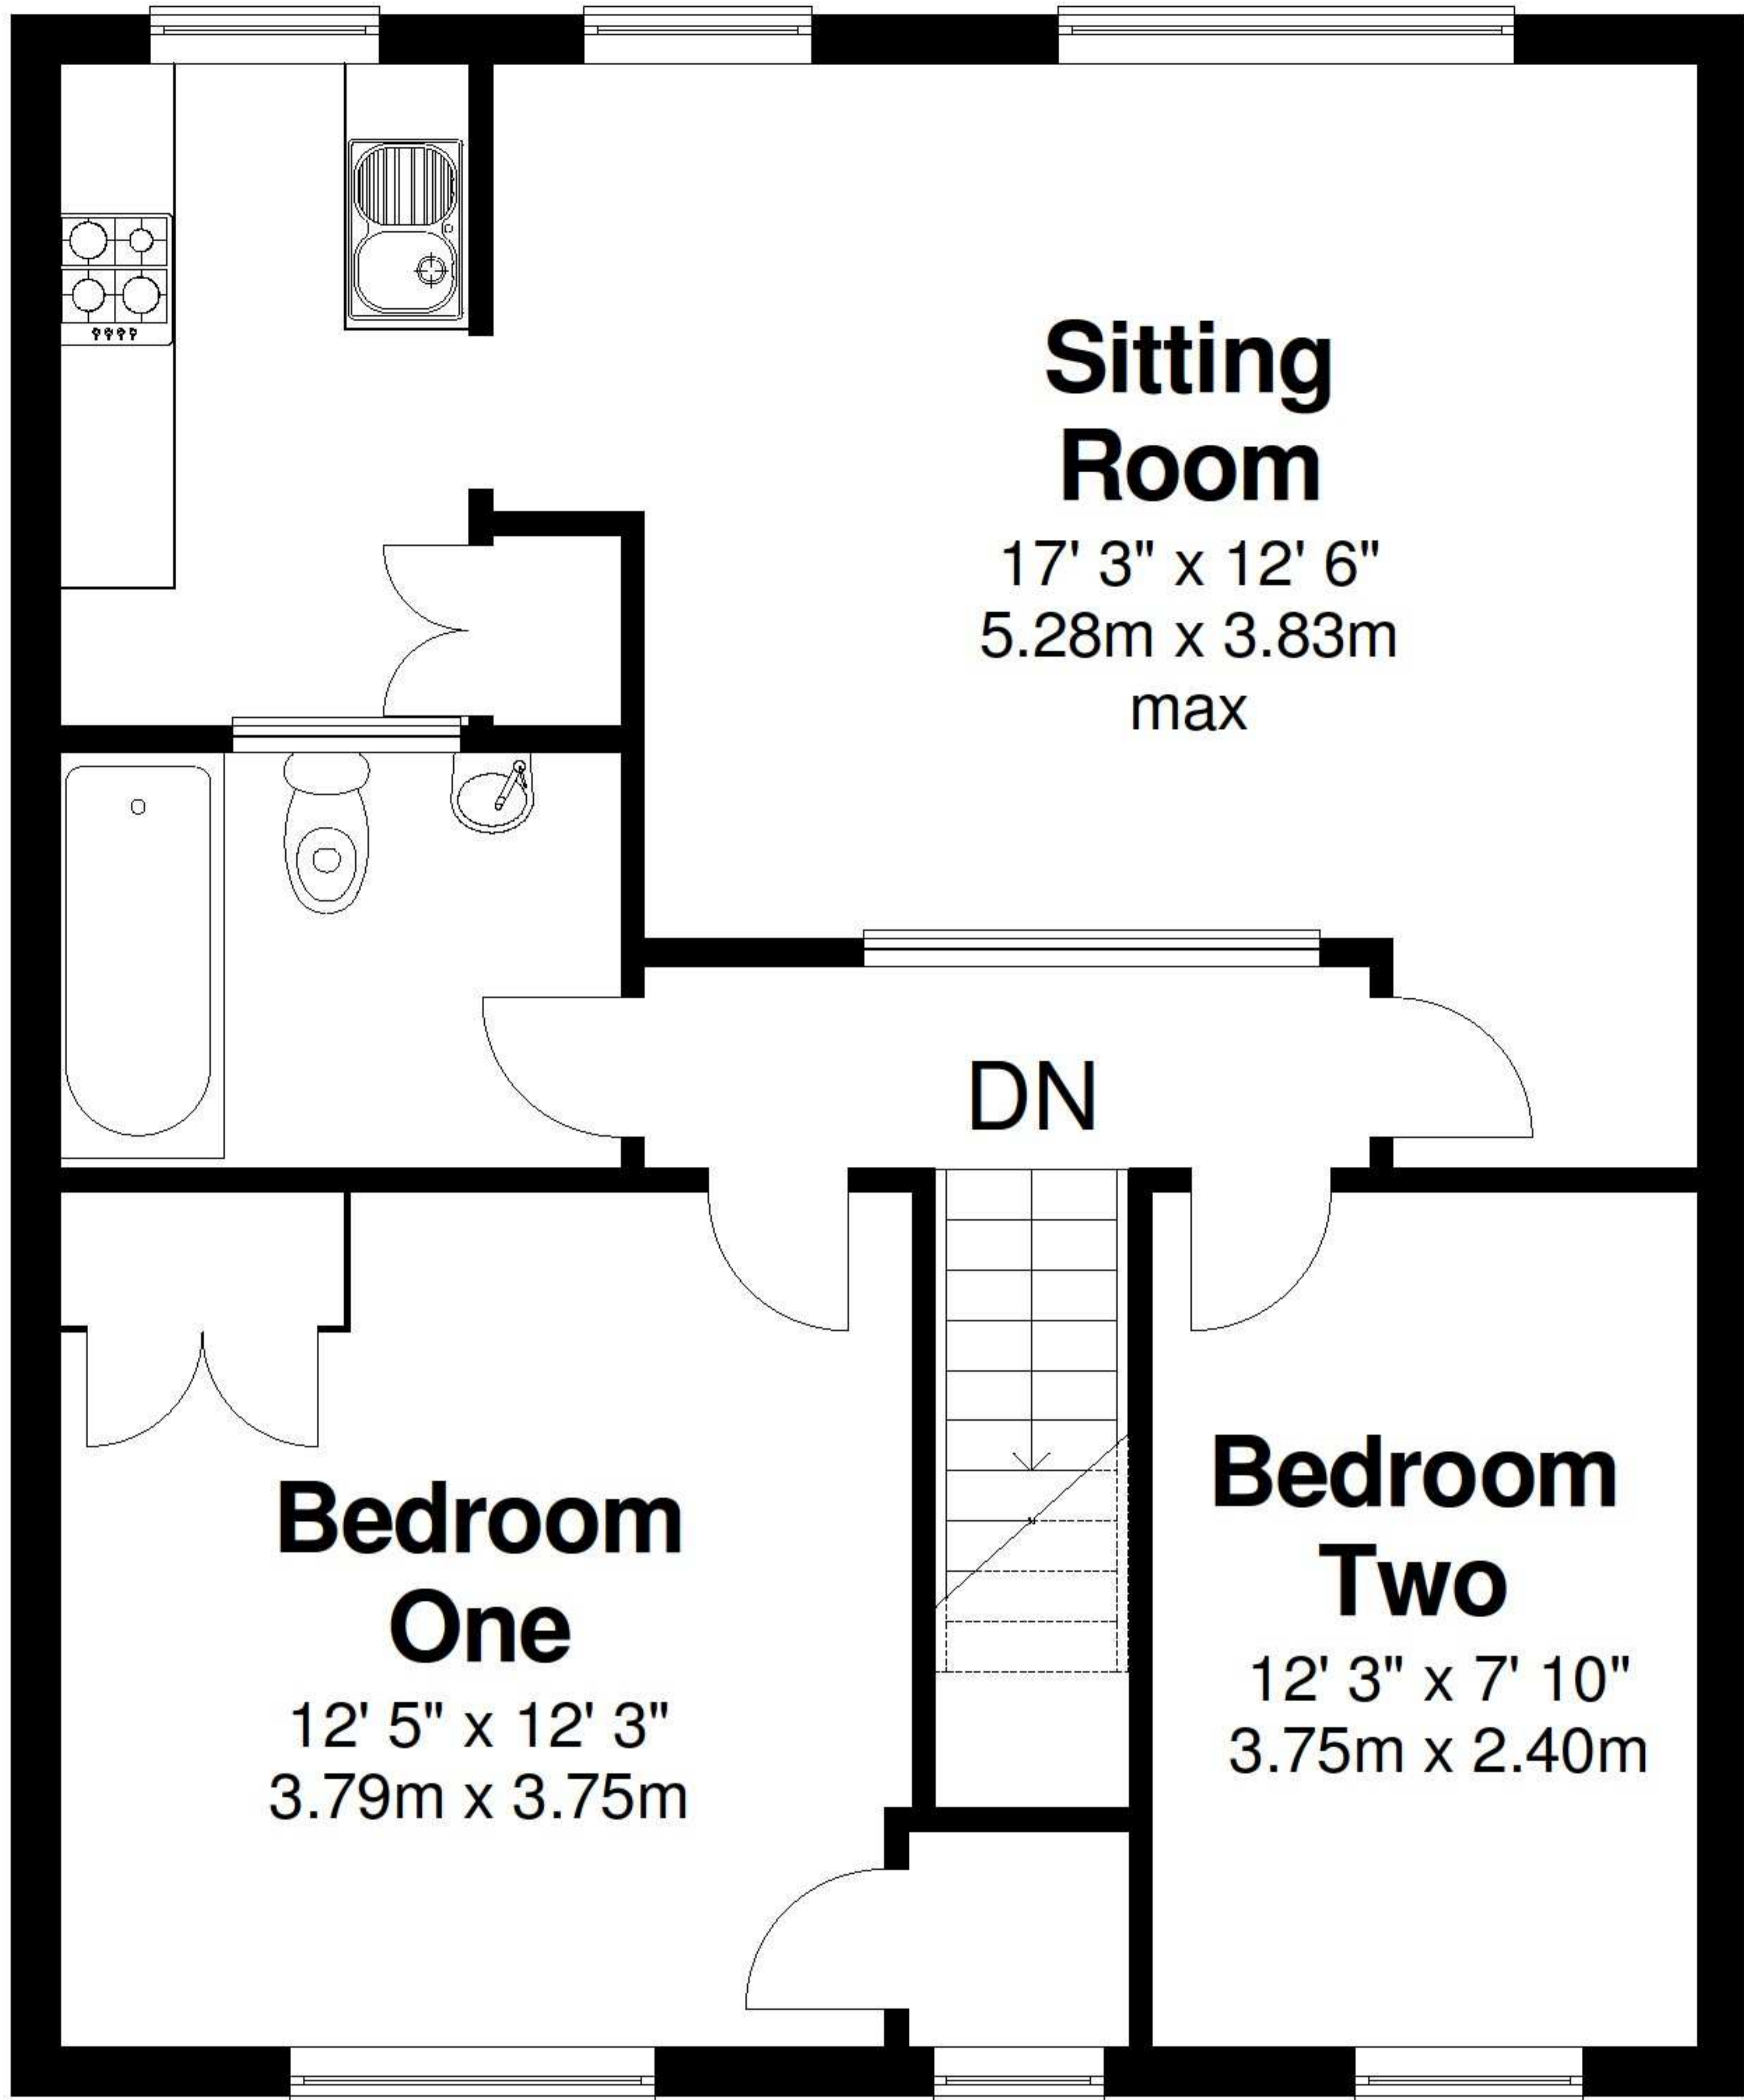 Sitting
Room
17' 3" x 12' 6"
5.28m x 3.83m
max
DN
Bedroom
One
12' 5" x 12' 3"
3.79m x 3.75m
Bedroom
Two
12' 3" x 7' 10"
3.75m x 2.40m